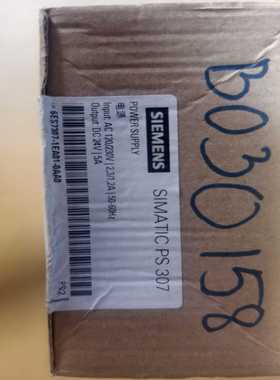 SIEMENS
SIMATIC PS 307
POWER SUPPLY
电源
Input: AC 120/230V | 2.3/1.2A | 50-60Hz
Output: DC 24V | 5A
6ES7307-1EA01-0AA0
PS2
B030158